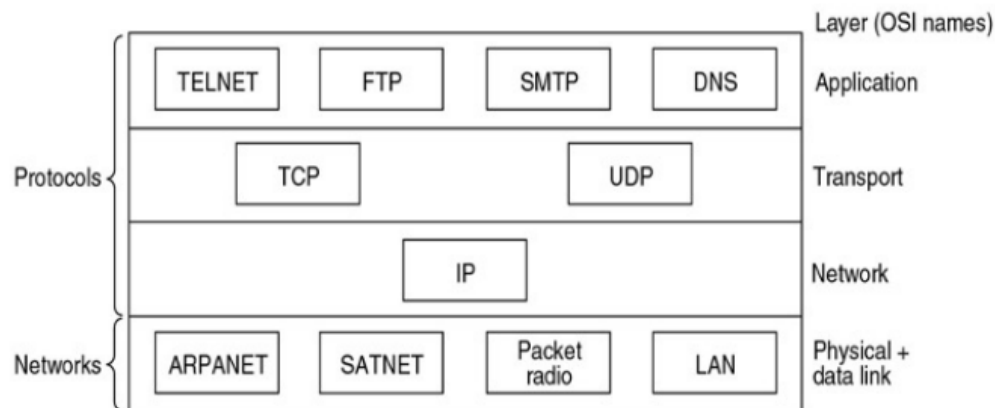 Layer (OSI names)
TELNET FTP SMTP DNS Application
Protocols TCP UDP Transport
IP Network
Networks ARPANET SATNET Packet radio LAN Physical + data link